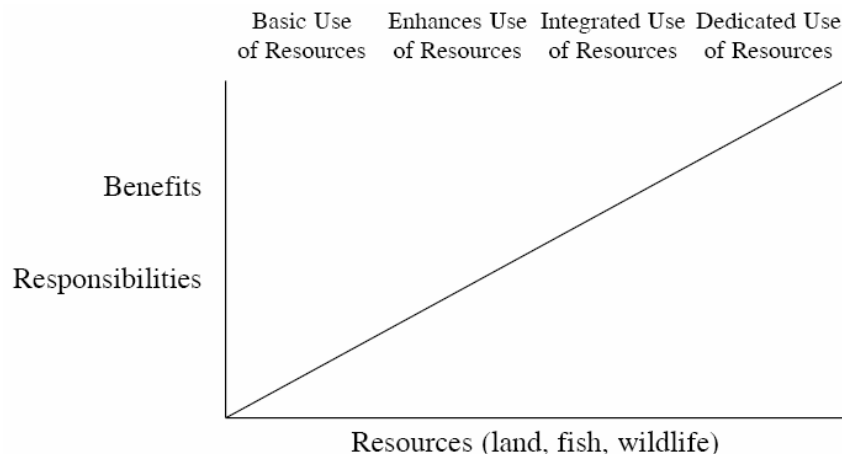 Basic Use
of Resources
Enhances Use
of Resources
Integrated Use
of Resources
Dedicated Use
of Resources
Benefits
Responsibilities
Resources (land, fish, wildlife)